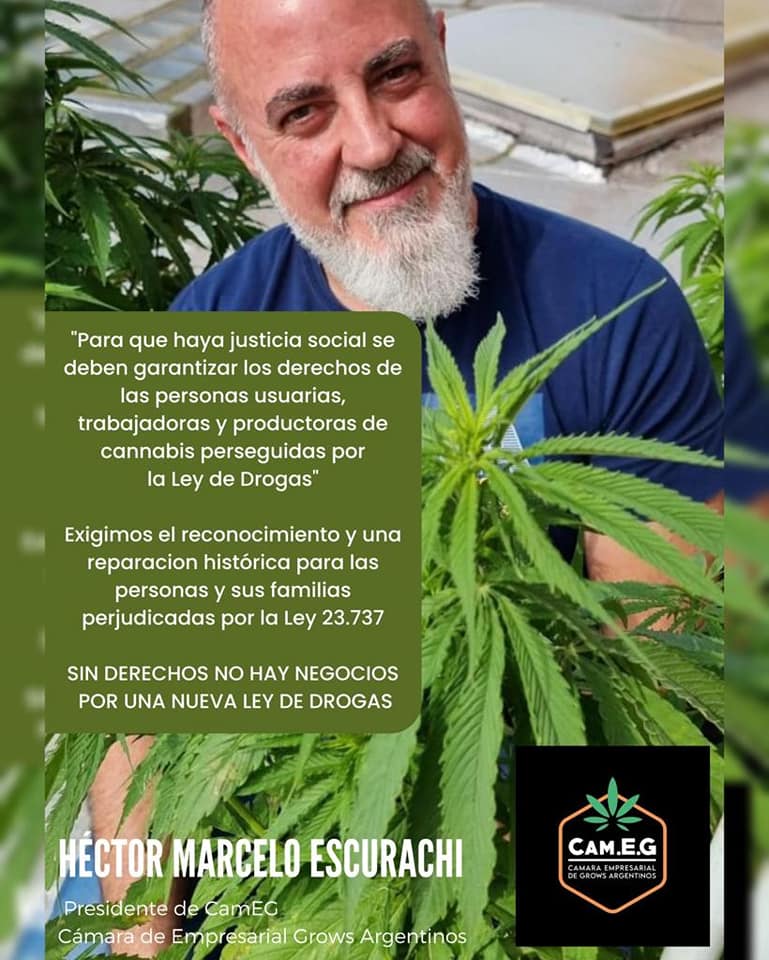 "Para que haya justicia social se
deben garantizar los derechos de
las personas usuarias,
trabajadoras y productoras de
cannabis perseguidas por
la Ley de Drogas"
Exigimos el reconocimiento y una
reparacion histórica para las
personas y sus familias
perjudicadas por la Ley 23.737
SIN DERECHOS NO HAY NEGOCIOS
POR UNA NUEVA LEY DE DROGAS
HÉCTOR MARCELO ESCURACHI
Presidente de CamEG
Cámara de Empresarial Grows Argentinos
CAM.E.G
CAMARA EMPRESARIAL
DE GROWS ARGENTINOS